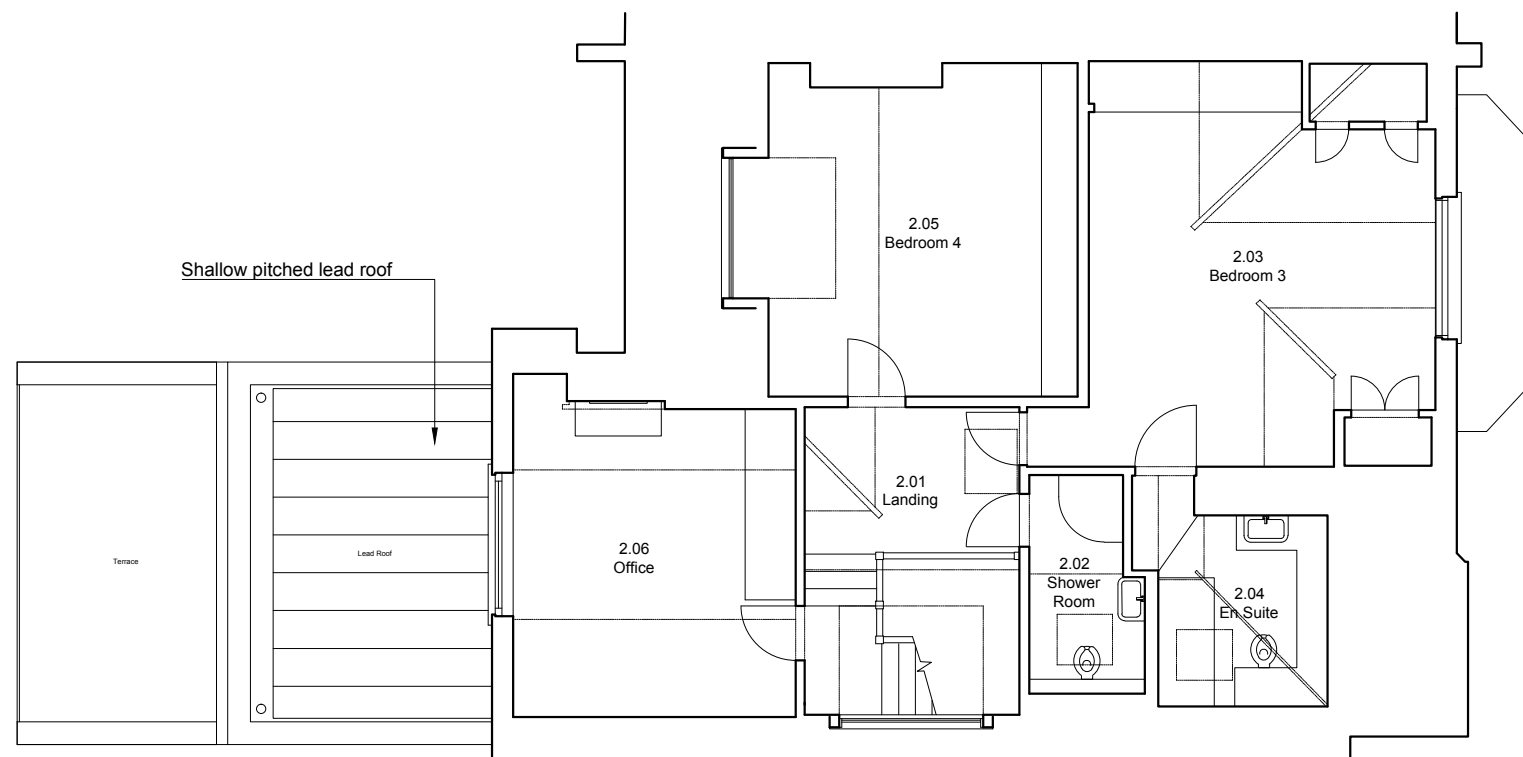 2.05
Bedroom 4
2.03
Bedroom 3
Shallow pitched lead roof
2.01
Landing
2.06
Office
Lead Roof
Terrace
2.02
Shower
Room
2.04
En Suite